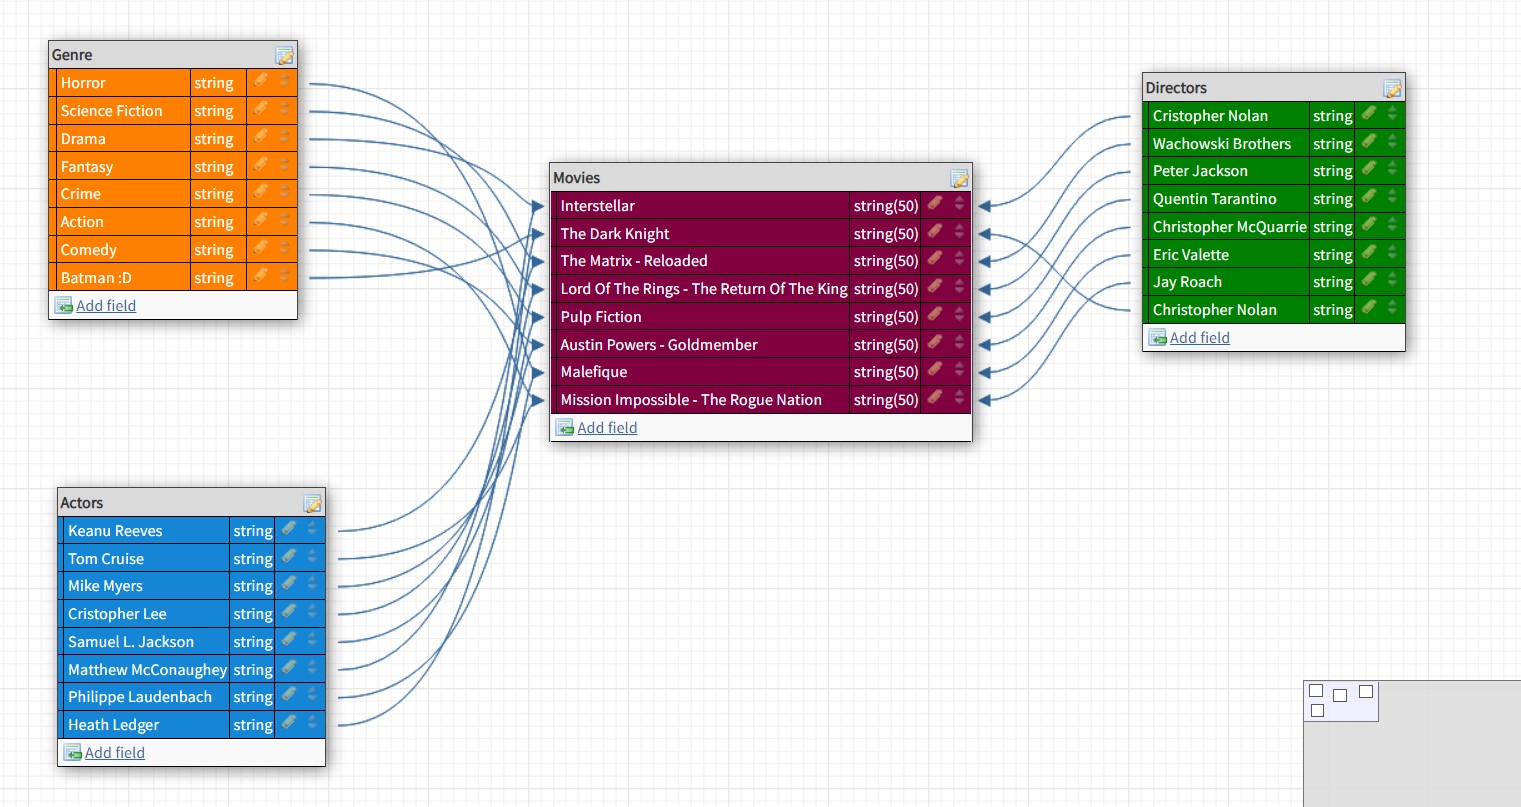 Genre
Horror string
Science Fiction string
Drama string
Fantasy string
Crime string
Action string
Comedy string
Batman :D string
Add field
Directors
Cristopher Nolan string
Wachowski Brothers string
Peter Jackson string
Quentin Tarantino string
Christopher McQuarrie string
Eric Valette string
Jay Roach string
Christopher Nolan string
Add field
Movies
Interstellar string(50)
The Dark Knight string(50)
The Matrix - Reloaded string(50)
Lord Of The Rings - The Return Of The King string(50)
Pulp Fiction string(50)
Austin Powers - Goldmember string(50)
Malefique string(50)
Mission Impossible - The Rogue Nation string(50)
Add field
Actors
Keanu Reeves string
Tom Cruise string
Mike Myers string
Cristopher Lee string
Samuel L. Jackson string
Matthew McConaughey string
Philippe Laudenbach string
Heath Ledger string
Add field